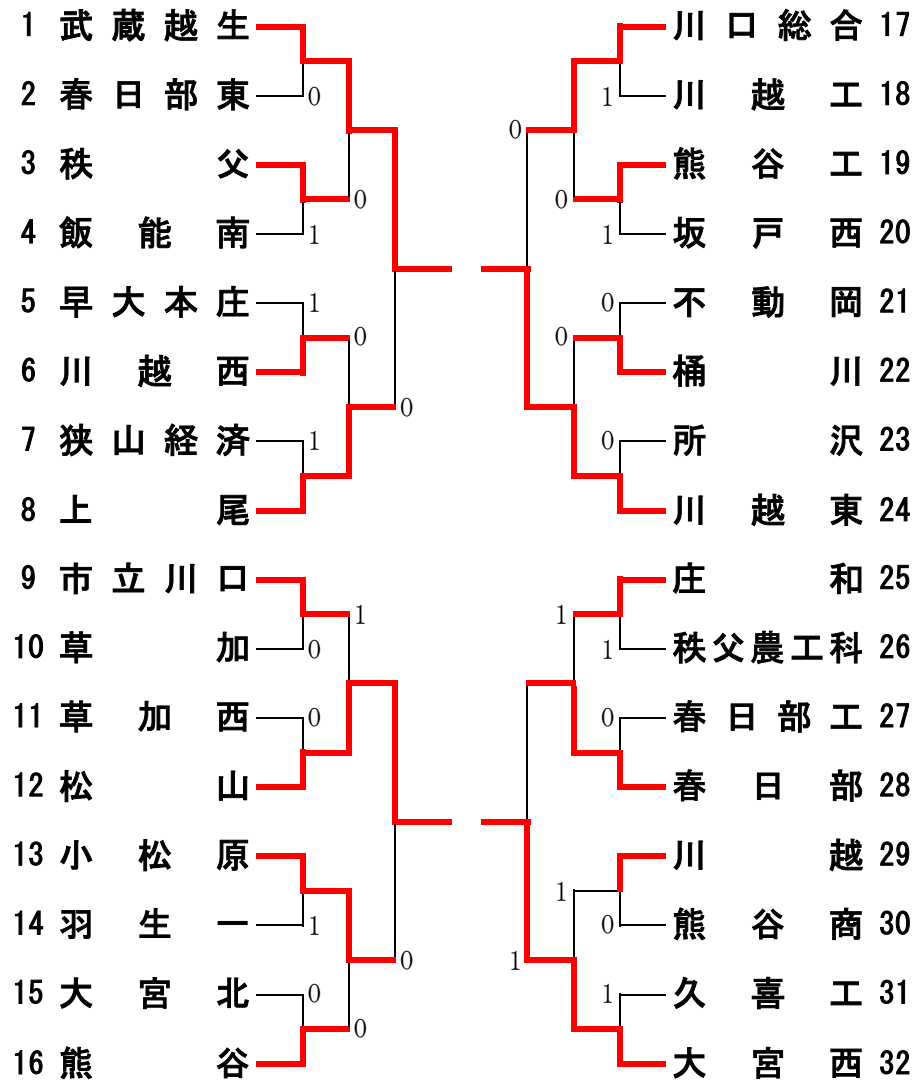 1 武蔵越生
2 春日部東
0
3 秩父
0
4 飯能南
1
5 早大本庄
1
0
6 川越西
0
7 狭山経済
1
8 上尾
9 市立川口
1
10 草加
0
11 草加西
0
12 松山
13 小松原
14 羽生一
1
0
15 大宮北
0
0
16 熊谷
川口総合 17
1
川越工 18
0
熊谷工 19
0
1
坂戸西 20
0
不動岡 21
0
桶川 22
0
所沢 23
川越東 24
庄和 25
1
1
秩父農工科 26
0
春日部工 27
春日部 28
川越 29
1
0
熊谷商 30
1
1
久喜工 31
大宮西 32